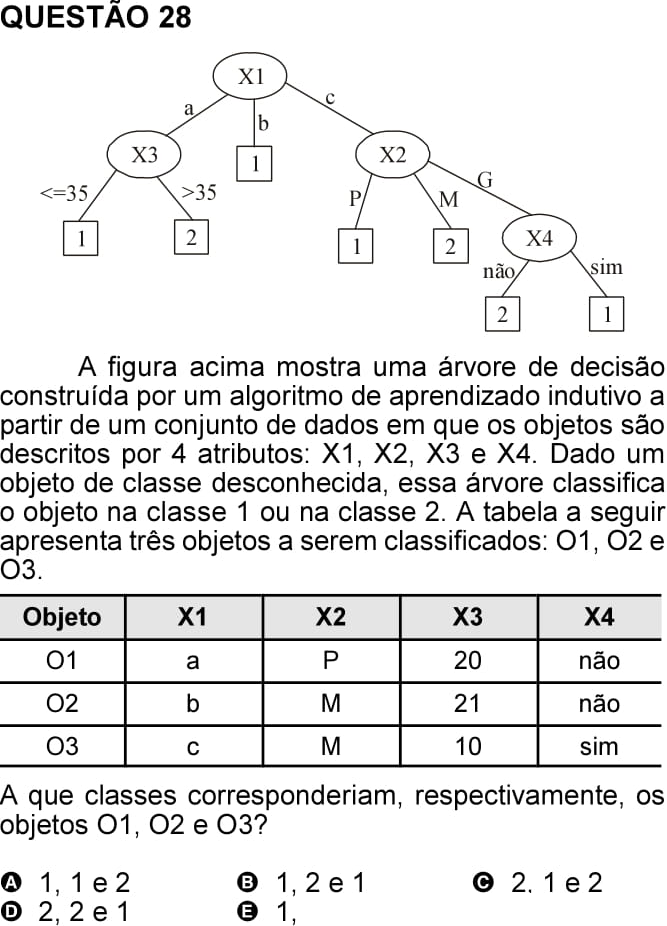 QUESTÃO 28
X1
a
b
c
X3
1
X2
<=35
>35
P
M
G
1
2
1
2
X4
não
sim
2
1
A figura acima mostra uma árvore de decisão
construída por um algoritmo de aprendizado indutivo a
partir de um conjunto de dados em que os objetos são
descritos por 4 atributos: X1, X2, X3 e X4. Dado um
objeto de classe desconhecida, essa árvore classifica
o objeto na classe 1 ou na classe 2. A tabela a seguir
apresenta três objetos a serem classificados: O1, O2 e
O3.
Objeto X1 X2 X3 X4
O1 a P 20 não
O2 b M 21 não
O3 c M 10 sim
A que classes corresponderiam, respectivamente, os
objetos O1, O2 e O3?
A 1, 1 e 2 B 1, 2 e 1 C 2. 1 e 2
D 2, 2 e 1 E 1,